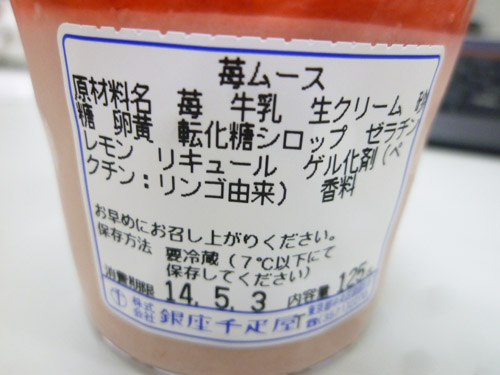 苺ムース
原材料名 苺 牛乳 生クリーム 砂
糖 卵黄 転化糖シロップ ゼラチン
レモン リキュール ゲル化剤(ペ
クチン:リンゴ由来) 香料
お早めにお召し上がりください。
保存方法 要冷蔵(7℃以下にて
保存してください)
消費期限 14.5.3 内容量 125
株式会社 銀座千疋屋